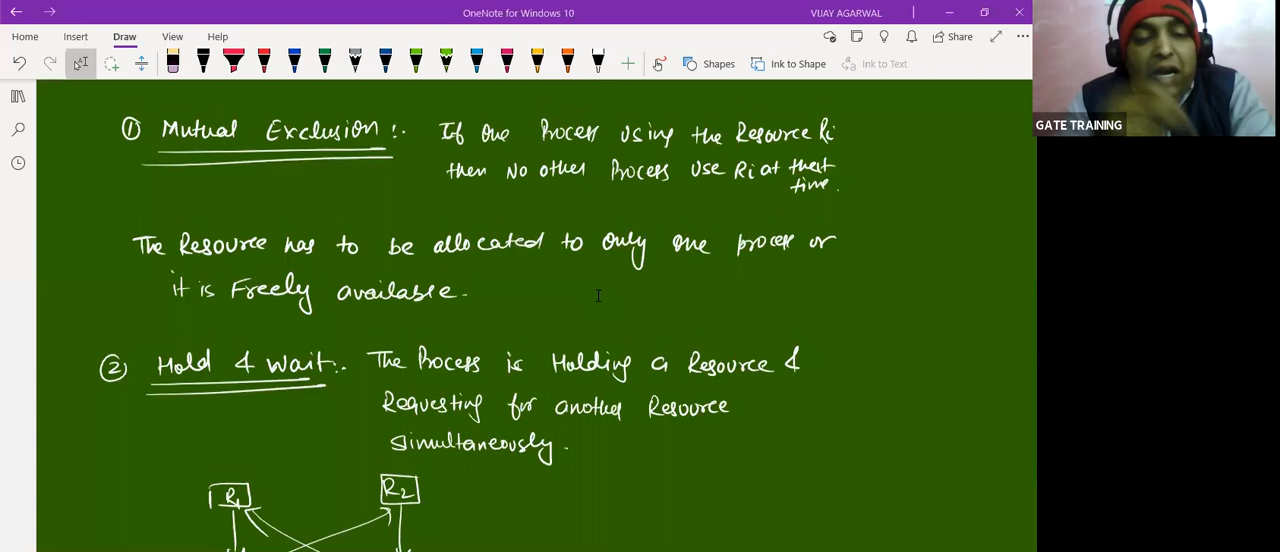 OneNote for Windows 10
VIJAY AGARWAL
Home Insert Draw View Help
Share
Shapes
Ink to Shape
Ink to Text
GATE TRAINING
① Mutual Exclusion :. If one Process using the Resource Ri
then No other Process use Ri at that
time.
The Resource has to be allocated to only one process or
it is Freely available.
② Hold & Wait :. The Process is Holding a Resource &
Requesting for another Resource
simultaneously.
R1 R2